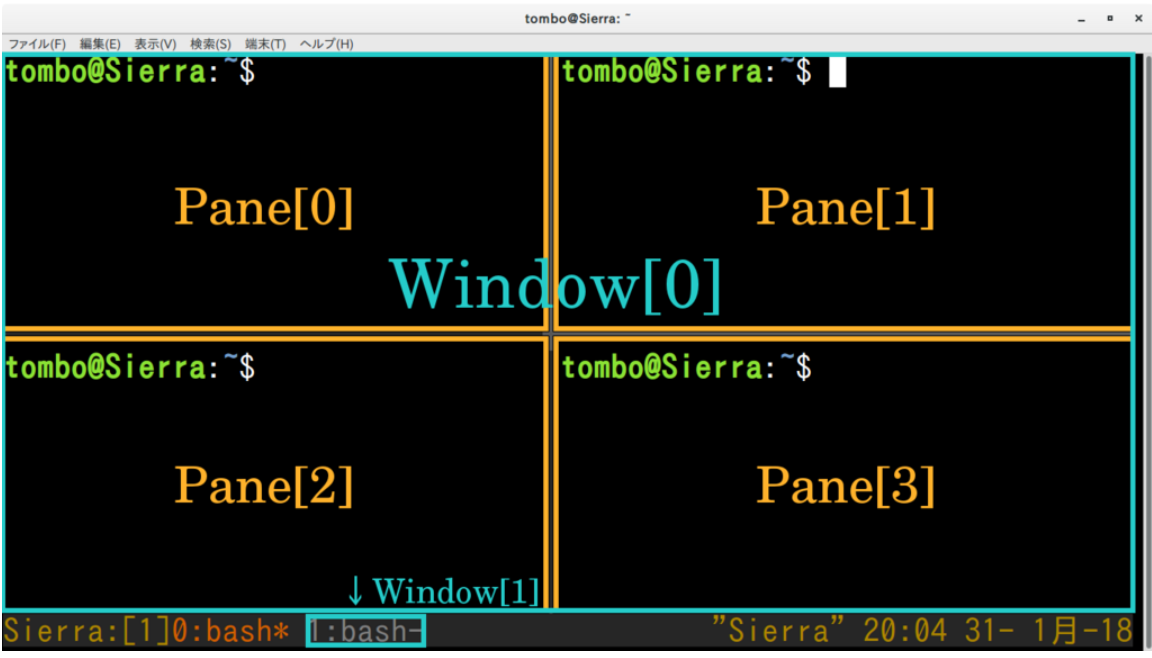 tombo@Sierra: ~
ファイル(F) 編集(E) 表示(V) 検索(S) 端末(T) ヘルプ(H)
tombo@Sierra:~$ tombo@Sierra:~$
Pane[0] Pane[1]
Window[0]
tombo@Sierra:~$ tombo@Sierra:~$
Pane[2] Pane[3]
↓Window[1]
Sierra:[1]0:bash* 1:bash- "Sierra" 20:04 31- 1月-18